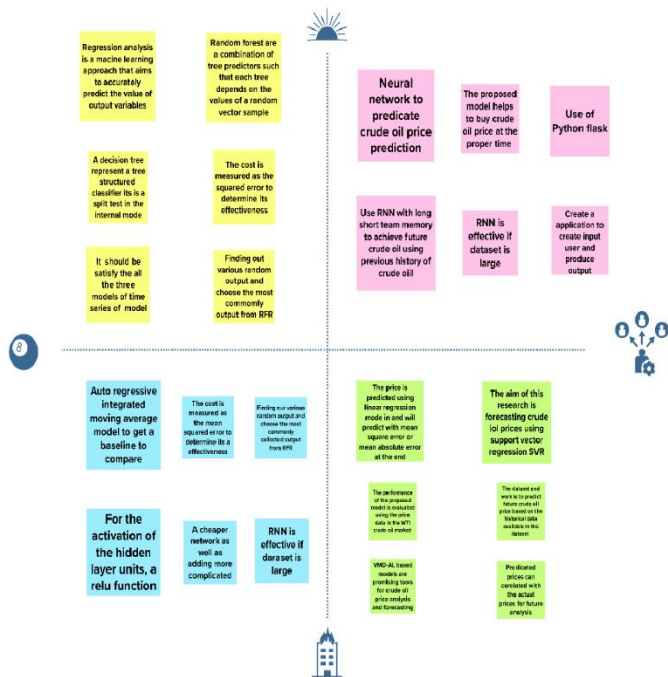 Regression analysis
is a macine learning
approach that aims
to accurately
predict the value of
output variables
Random forest are
a combination of
tree predictors such
that each tree
depends on the
values of a random
vector sample
A decision tree
represent a tree
structured
classifier its is a
split test in the
internal mode
The cost is
measured as the
squared error to
determine its
effectiveness
It should be
satisfy the all the
three models of
time series of
model
Finding out
various random
output and
choose the most
commomly
output from RFR
Neural
network to
predicate
crude oil price
prediction
The proposed
model helps
to buy crude
oil price at the
proper time
Use of
Python flask
Use RNN with long
short team memory
to achieve future
crude oil using
previous history of
crude oiil
RNN is
effective if
dataset is
large
Create a
application to
create input
user and
produce output
8
Auto regressive
integrated
moving average
model to get a
baseline to
compare
The cost is
measured as
the mean
squared error to
determine its a
effectiveness
Finding our various
random output and
choose the most
commonly
collected output
from RFR
For the
activation of
the hidden
layer units, a
relu function
A cheaper
network as well
as adding more
complicated
RNN is
effective if
daraset is
large
The price is
predicted using
linear regression
mode in and will
predict with mean
square error or
mean absolute error
at the end
The aim of this
research is
forecasting crude
iol prices using
support vector
regression SVR
The performance
of the proposed
model is evaluated
using the price
data in the WTI
crude oil market
The dataset end
work is to predict
future crude oil
price based on the
historical data
available in the
dataset
VMD-AL based
models are
promising tools
for crude oil
price analysis
and forecasting
Predicated
prices can
corelated with
the actual
prices for future
analysis